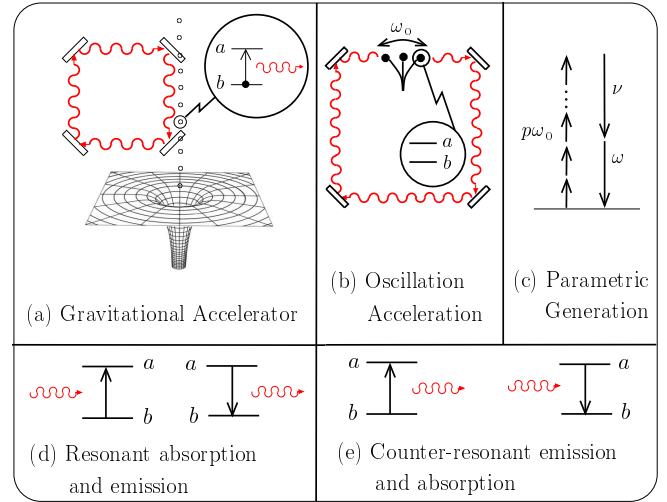 a
b
(a) Gravitational Accelerator
ω₀
a
b
(b) Oscillation
Acceleration
pω₀
ν
ω
(c) Parametric
Generation
a
b
a
b
(d) Resonant absorption
and emission
a
b
a
b
(e) Counter-resonant emission
and absorption